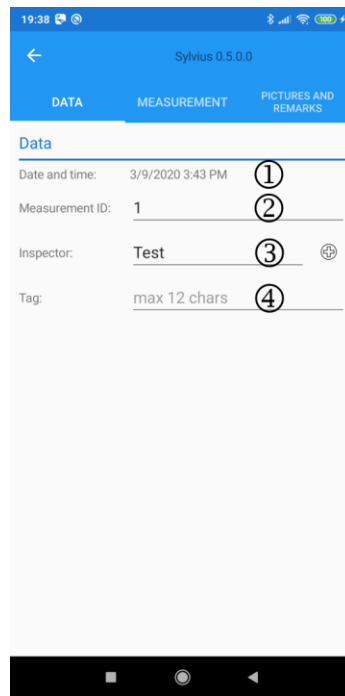 19:38 100
Sylvius 0.5.0.0
DATA MEASUREMENT PICTURES AND
REMARKS
Data
Date and time: 3/9/2020 3:43 PM ①
Measurement ID: 1 ②
Inspector: Test ③
Tag: max 12 chars ④